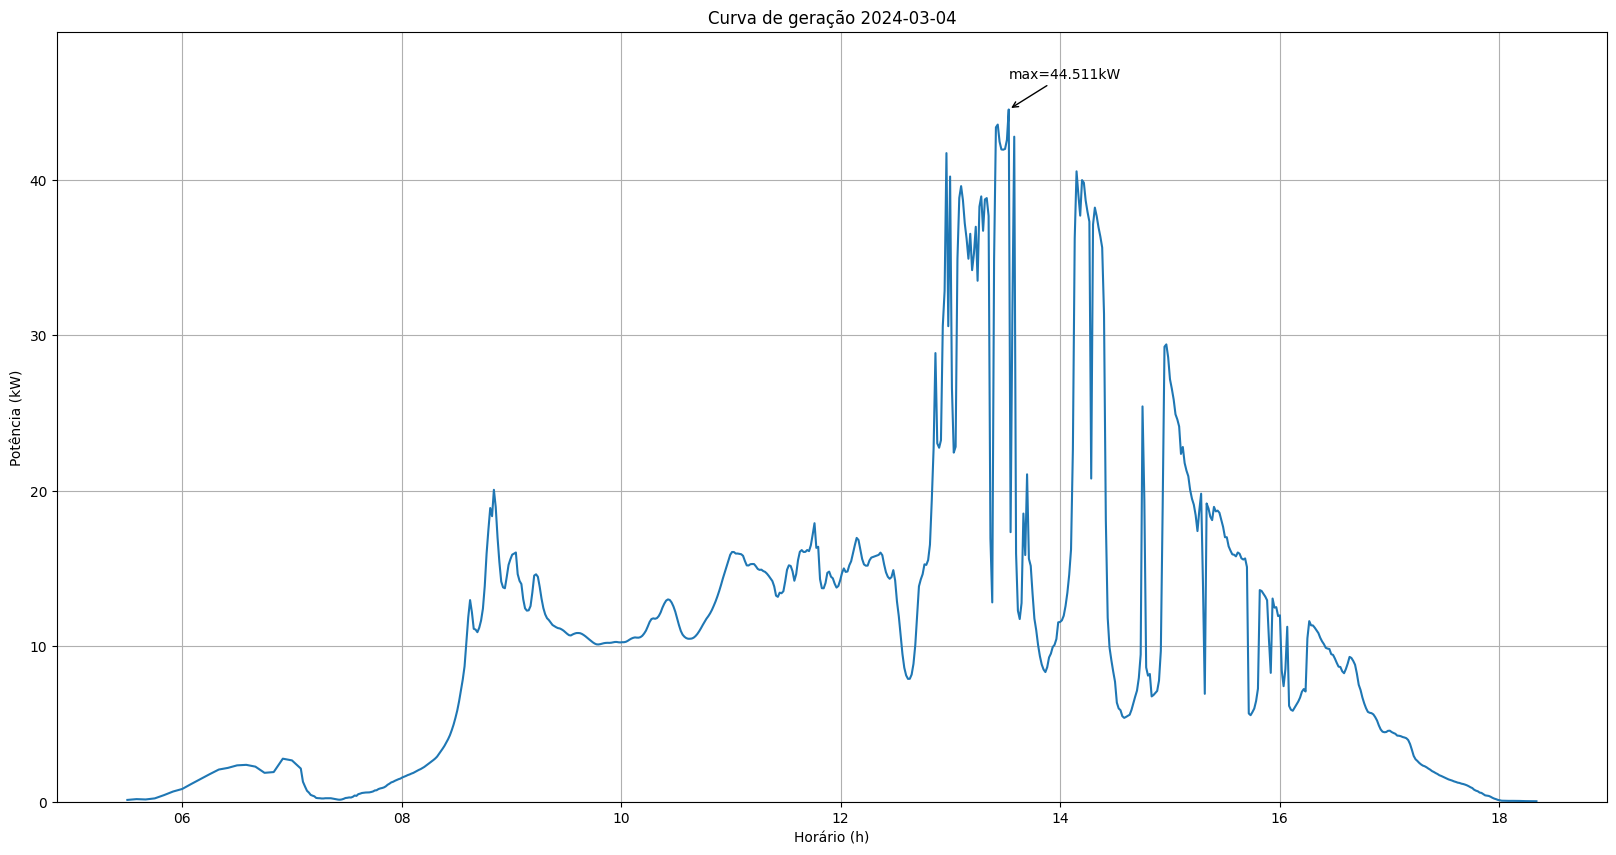 Curva de geração 2024-03-04
max=44.511kW
Potência (kW)
40
30
20
10
0
06 08 10 12 14 16 18
Horário (h)